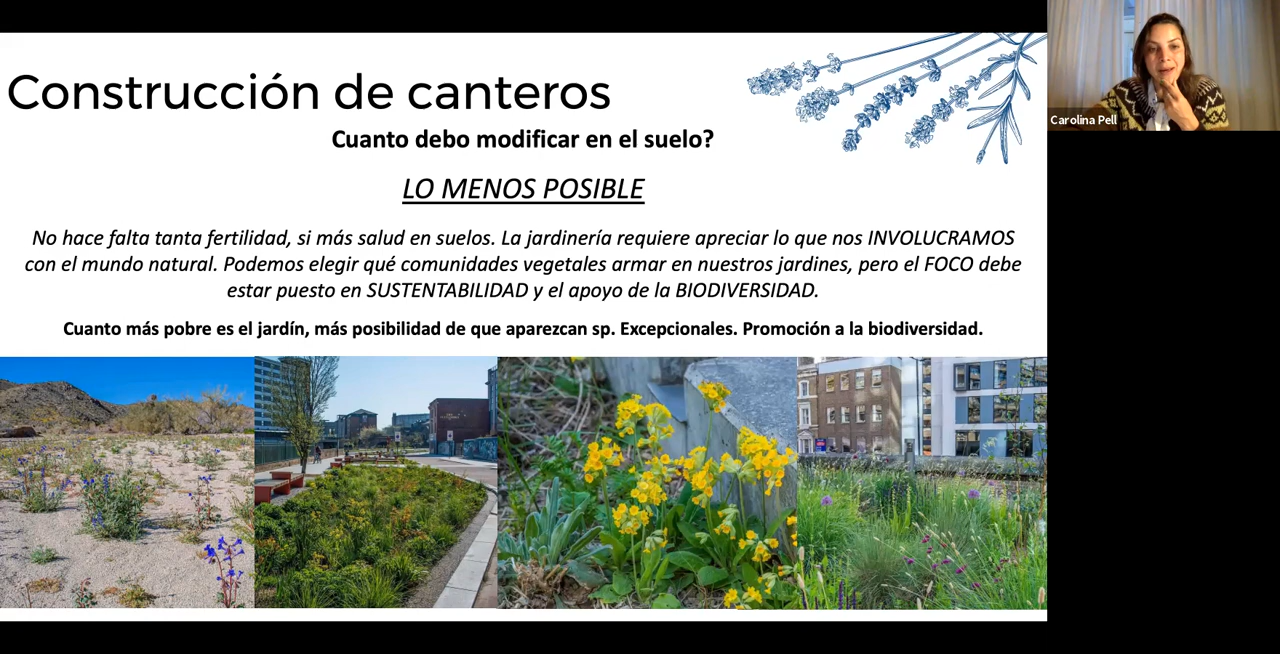 Construcción de canteros
Cuanto debo modificar en el suelo?
LO MENOS POSIBLE
No hace falta tanta fertilidad, si más salud en suelos. La jardinería requiere apreciar lo que nos INVOLUCRAMOS
con el mundo natural. Podemos elegir qué comunidades vegetales armar en nuestros jardines, pero el FOCO debe
estar puesto en SUSTENTABILIDAD y el apoyo de la BIODIVERSIDAD.
Cuanto más pobre es el jardín, más posibilidad de que aparezcan sp. Excepcionales. Promoción a la biodiversidad.
Carolina Pell